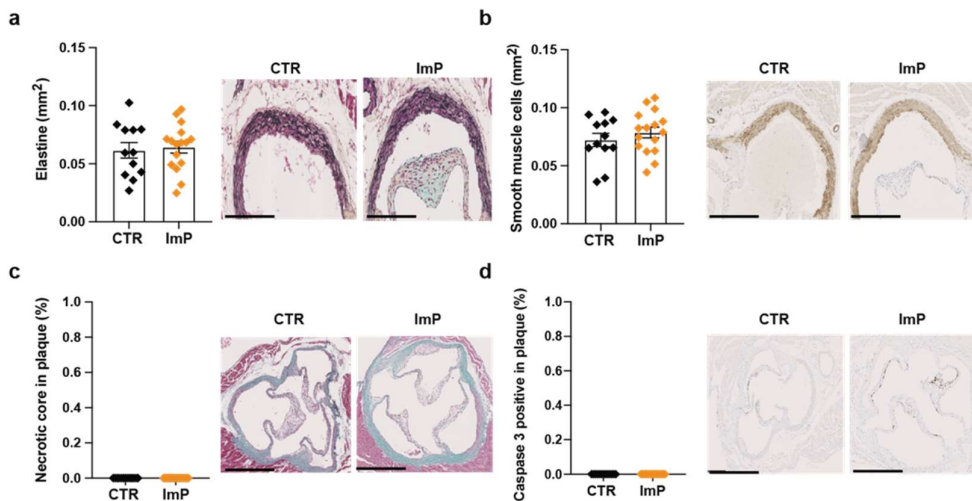 a
Elastine (mm²)
0.15
0.10
0.05
0.00
CTR
ImP
CTR
ImP
b
Smooth muscle cells (mm²)
0.15
0.10
0.05
0.00
CTR
ImP
CTR
ImP
c
Necrotic core in plaque (%)
1.0
0.8
0.6
0.4
0.2
0.0
CTR
ImP
CTR
ImP
d
Caspase 3 positive in plaque (%)
1.0
0.8
0.6
0.4
0.2
0.0
CTR
ImP
CTR
ImP